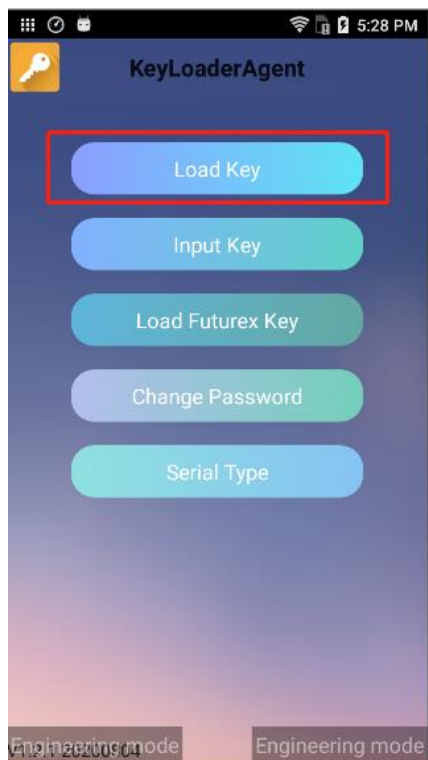 5:28 PM
KeyLoaderAgent
Load Key
Input Key
Load Futurex Key
Change Password
Serial Type
Engineering mode
Engineering mode